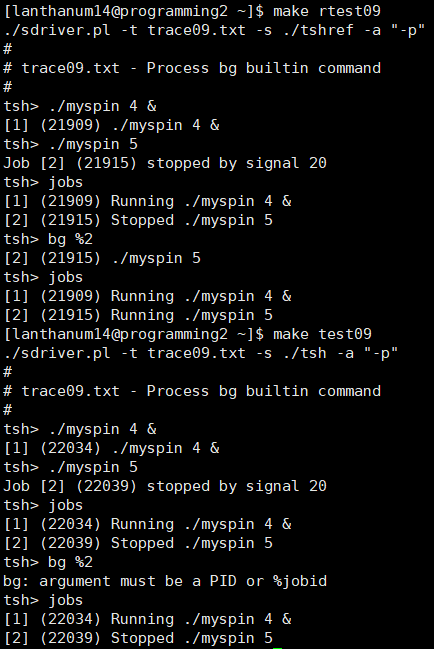 [lanthanum14@programming2 ~]$ make rtest09
./sdriver.pl -t trace09.txt -s ./tshref -a "-p"
#
# trace09.txt - Process bg builtin command
#
tsh> ./myspin 4 &
[1] (21909) ./myspin 4 &
tsh> ./myspin 5
Job [2] (21915) stopped by signal 20
tsh> jobs
[1] (21909) Running ./myspin 4 &
[2] (21915) Stopped ./myspin 5
tsh> bg %2
[2] (21915) ./myspin 5
tsh> jobs
[1] (21909) Running ./myspin 4 &
[2] (21915) Running ./myspin 5
[lanthanum14@programming2 ~]$ make test09
./sdriver.pl -t trace09.txt -s ./tsh -a "-p"
#
# trace09.txt - Process bg builtin command
#
tsh> ./myspin 4 &
[1] (22034) ./myspin 4 &
tsh> ./myspin 5
Job [2] (22039) stopped by signal 20
tsh> jobs
[1] (22034) Running ./myspin 4 &
[2] (22039) Stopped ./myspin 5
tsh> bg %2
bg: argument must be a PID or %jobid
tsh> jobs
[1] (22034) Running ./myspin 4 &
[2] (22039) Stopped ./myspin 5